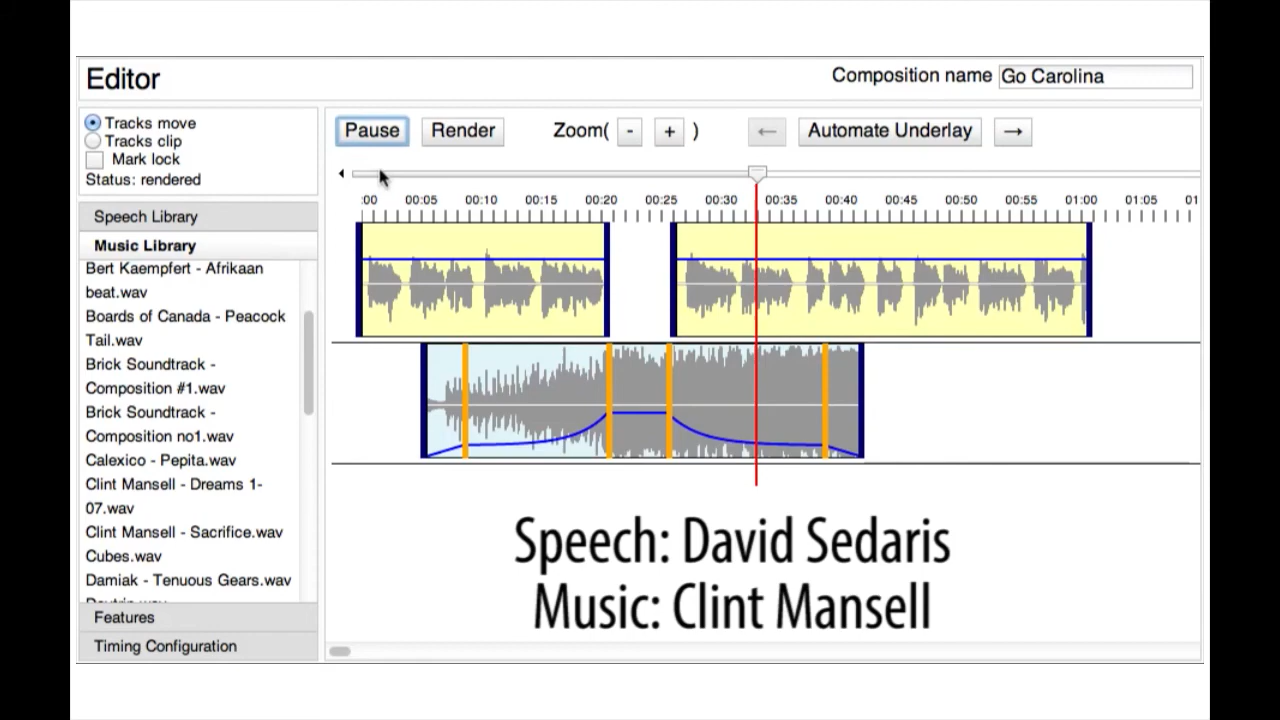 Editor
Composition name Go Carolina
Tracks move
Tracks clip
Mark lock
Status: rendered
Pause Render Zoom( - + ) ← Automate Underlay →
:00 00:05 00:10 00:15 00:20 00:25 00:30 00:35 00:40 00:45 00:50 00:55 01:00 01:05 01
Speech Library
Music Library
Bert Kaempfert - Afrikaan
beat.wav
Boards of Canada - Peacock
Tail.wav
Brick Soundtrack -
Composition #1.wav
Brick Soundtrack -
Composition no1.wav
Calexico - Pepita.wav
Clint Mansell - Dreams 1-
07.wav
Clint Mansell - Sacrifice.wav
Cubes.wav
Damiak - Tenuous Gears.wav
Features
Timing Configuration
Speech: David Sedaris
Music: Clint Mansell